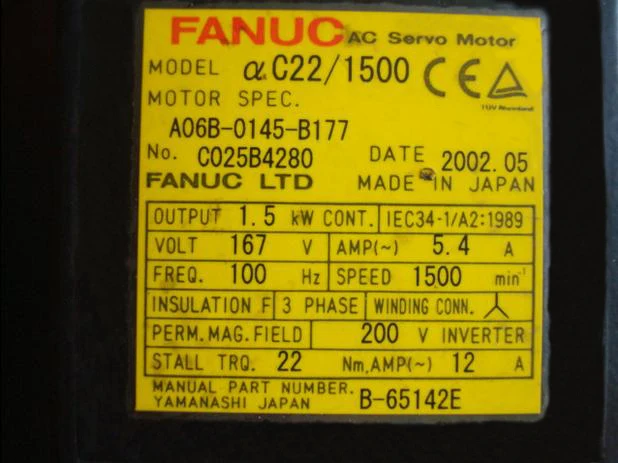 FANUC AC Servo Motor
MODEL αC22/1500 CE
TÜV Rheinland
MOTOR SPEC.
A06B-0145-B177
No. C025B4280 DATE 2002.05
FANUC LTD MADE IN JAPAN
OUTPUT 1.5 kW CONT. IEC34-1/A2:1989
VOLT 167 V AMP(~) 5.4 A
FREQ. 100 Hz SPEED 1500 min⁻¹
INSULATION F 3 PHASE WINDING CONN.
PERM.MAG.FIELD 200 V INVERTER
STALL TRQ. 22 Nm,AMP(~) 12 A
MANUAL PART NUMBER.
YAMANASHI JAPAN B-65142E